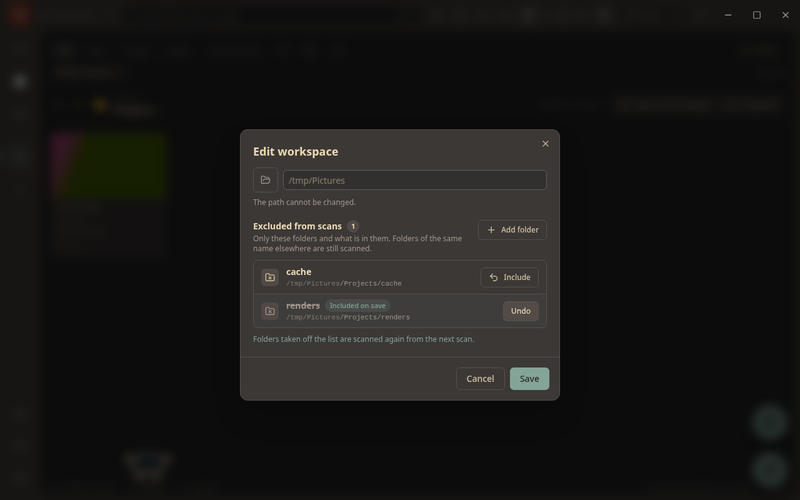 Edit workspace
/tmp/Pictures
The path cannot be changed.
Excluded from scans 1
Add folder
Only these folders and what is in them. Folders of the same
name elsewhere are still scanned.
cache
/tmp/Pictures/Projects/cache
Include
renders Included on save
/tmp/Pictures/Projects/renders
Undo
Folders taken off the list are scanned again from the next scan.
Cancel Save